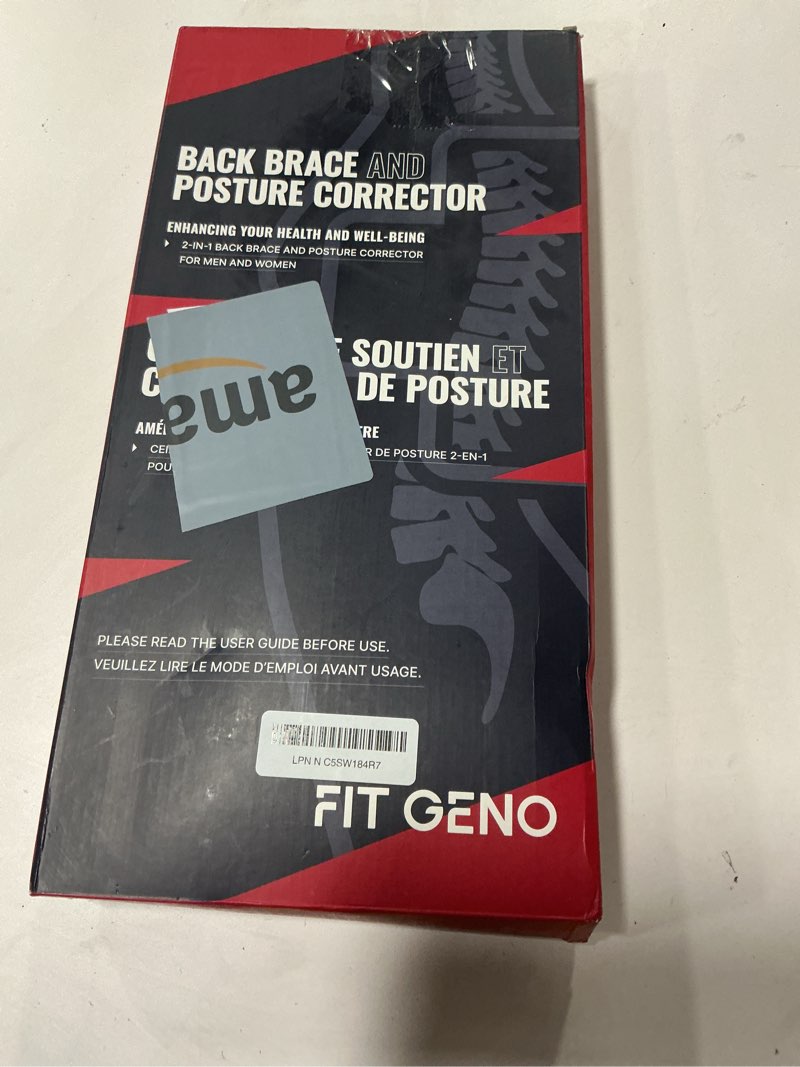 BACK BRACE AND
POSTURE CORRECTOR
ENHANCING YOUR HEALTH AND WELL-BEING
2-IN-1 BACK BRACE AND POSTURE CORRECTOR
FOR MEN AND WOMEN
SOUTIEN ET
DE POSTURE
DE POSTURE 2-EN-1
ama
PLEASE READ THE USER GUIDE BEFORE USE.
VEUILLEZ LIRE LE MODE D'EMPLOI AVANT USAGE.
LPN N C5SW184R7
FIT GENO